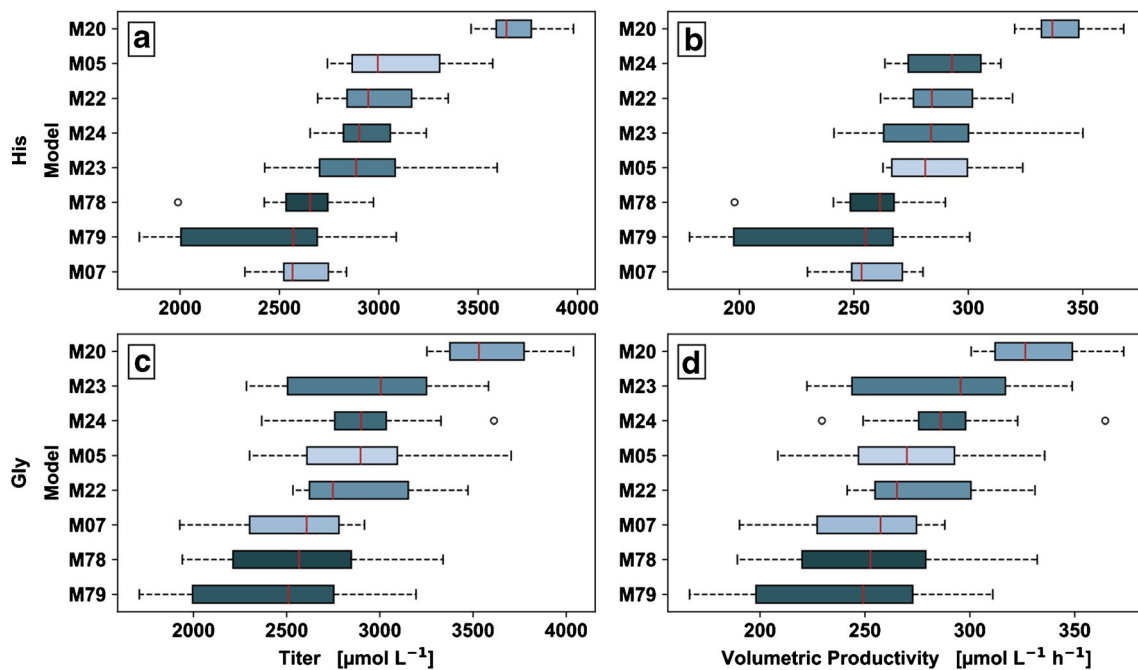 a
M20
M05
M22
M24
M23
M78
M79
M07
His
Model
2000 2500 3000 3500 4000
b
M20
M24
M22
M23
M05
M78
M79
M07
200 250 300 350
c
M20
M23
M24
M05
M22
M07
M78
M79
Gly
Model
2000 2500 3000 3500 4000
Titer [µmol L⁻¹]
d
M20
M23
M24
M05
M22
M07
M78
M79
200 250 300 350
Volumetric Productivity [µmol L⁻¹ h⁻¹]